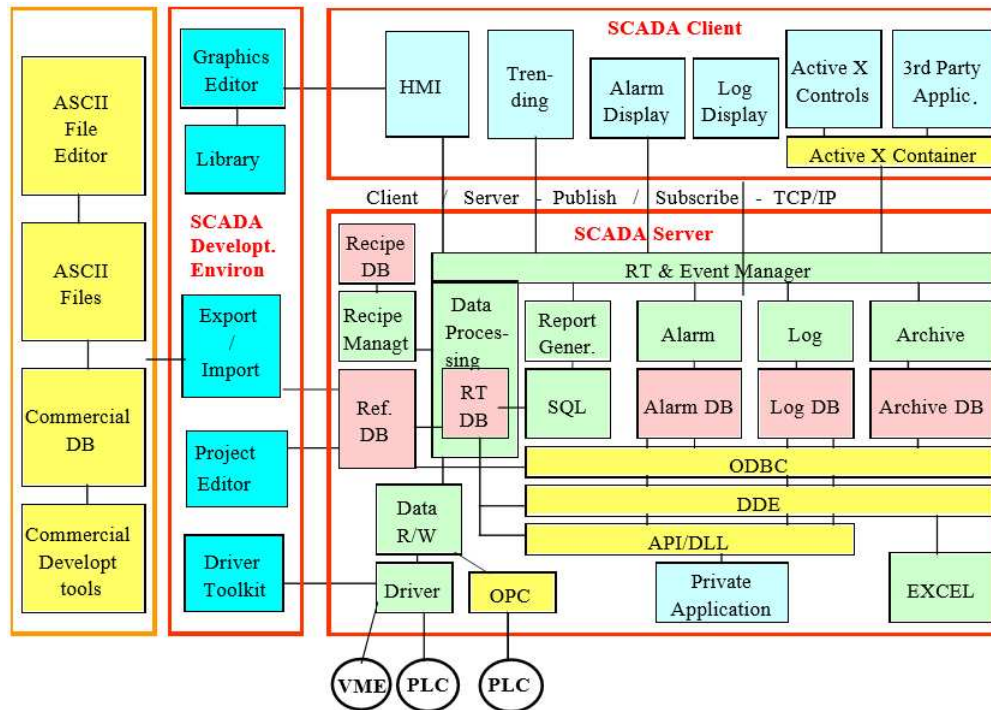 ASCII
File
Editor
ASCII
Files
Commercial
DB
Commercial
Developt
tools
Graphics
Editor
Library
SCADA
Developt.
Environ
Export
/
Import
Project
Editor
Driver
Toolkit
SCADA Client
HMI
Tren-
ding
Alarm
Display
Log
Display
Active X
Controls
3rd Party
Applic.
Active X Container
Client / Server - Publish / Subscribe - TCP/IP
SCADA Server
Recipe
DB
RT & Event Manager
Recipe
Managt
Data
Proces-
sing
Report
Gener.
Alarm
Log
Archive
Ref.
DB
RT
DB
SQL
Alarm DB
Log DB
Archive DB
ODBC
DDE
API/DLL
Data
R/W
Driver
OPC
Private
Application
EXCEL
VME
PLC
PLC